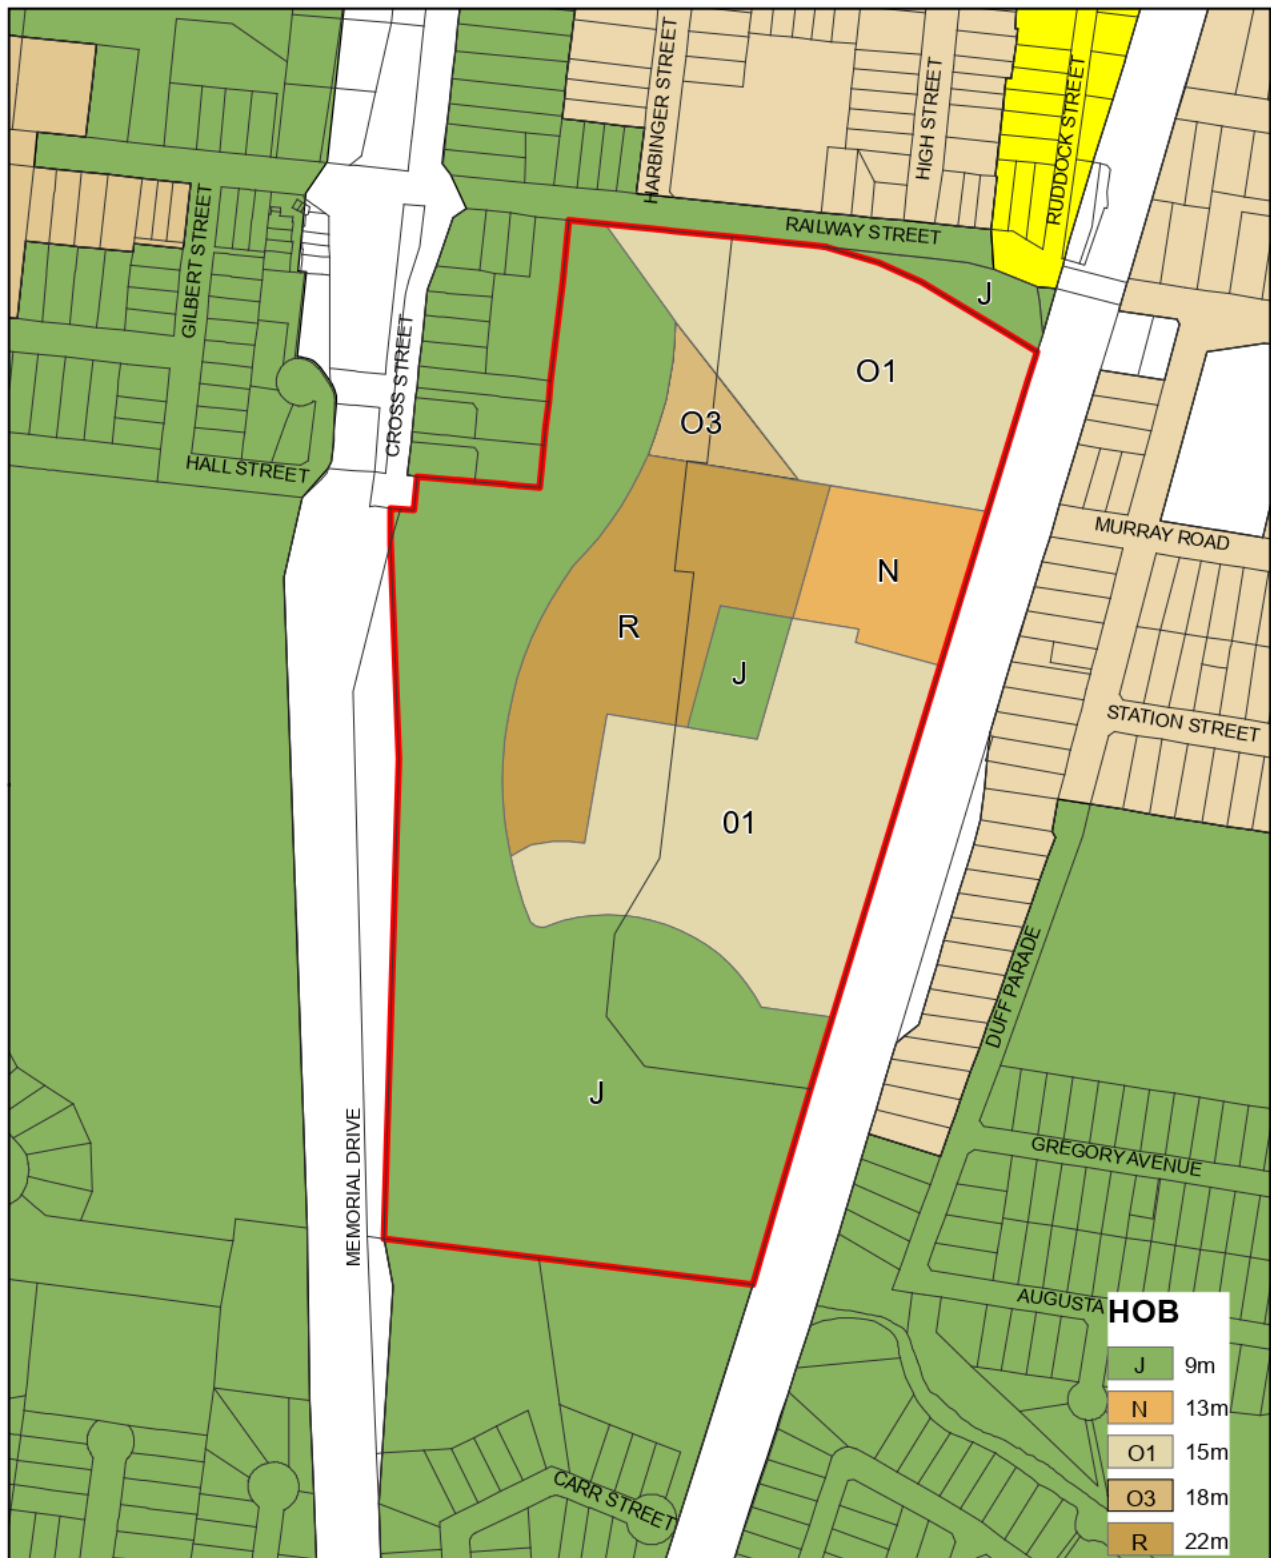 HARBINGER STREET
HIGH STREET
RUDDOCK STREET
RAILWAY STREET
GILBERT STREET
J
CROSS STREET
O1
O3
HALL STREET
MURRAY ROAD
N
R
J
STATION STREET
01
DUFF PARADE
J
MEMORIAL DRIVE
GREGORY AVENUE
AUGUSTA
HOB
J 9m
N 13m
O1 15m
O3 18m
R 22m
CARR STREET